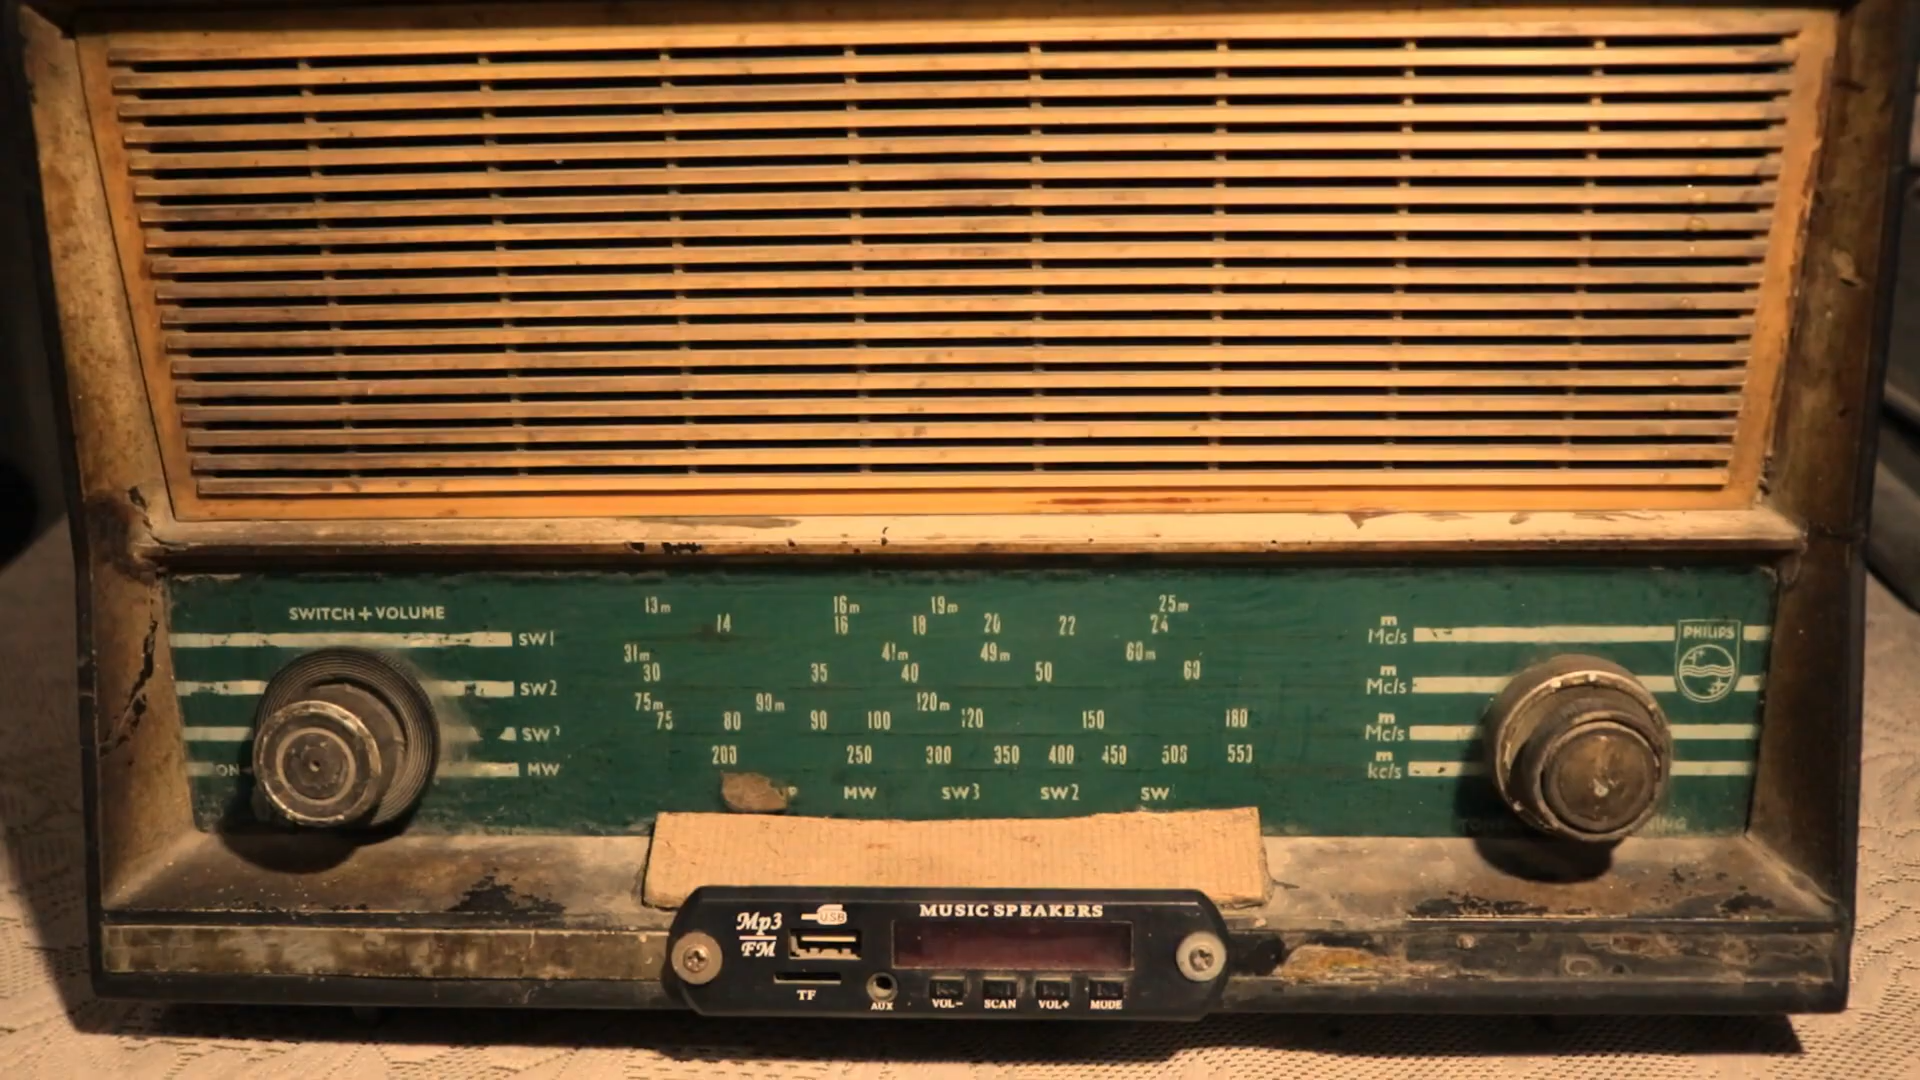 SWITCH + VOLUME
13m 16m 19m 25m m
14 16 18 20 22 24
SW1 Mc/s
PHILIPS
31m 41m 49m 60m m
30 35 40 50 60
SW2 Mc/s
75m 90m 120m m
75 80 90 100 120 150 180
SW Mc/s
200 250 300 350 400 450 500 550 m
ON MW kc/s
MW SW3 SW2 SW
Mp3 USB MUSIC SPEAKERS
FM
TF AUX VOL- SCAN VOL+ MODE